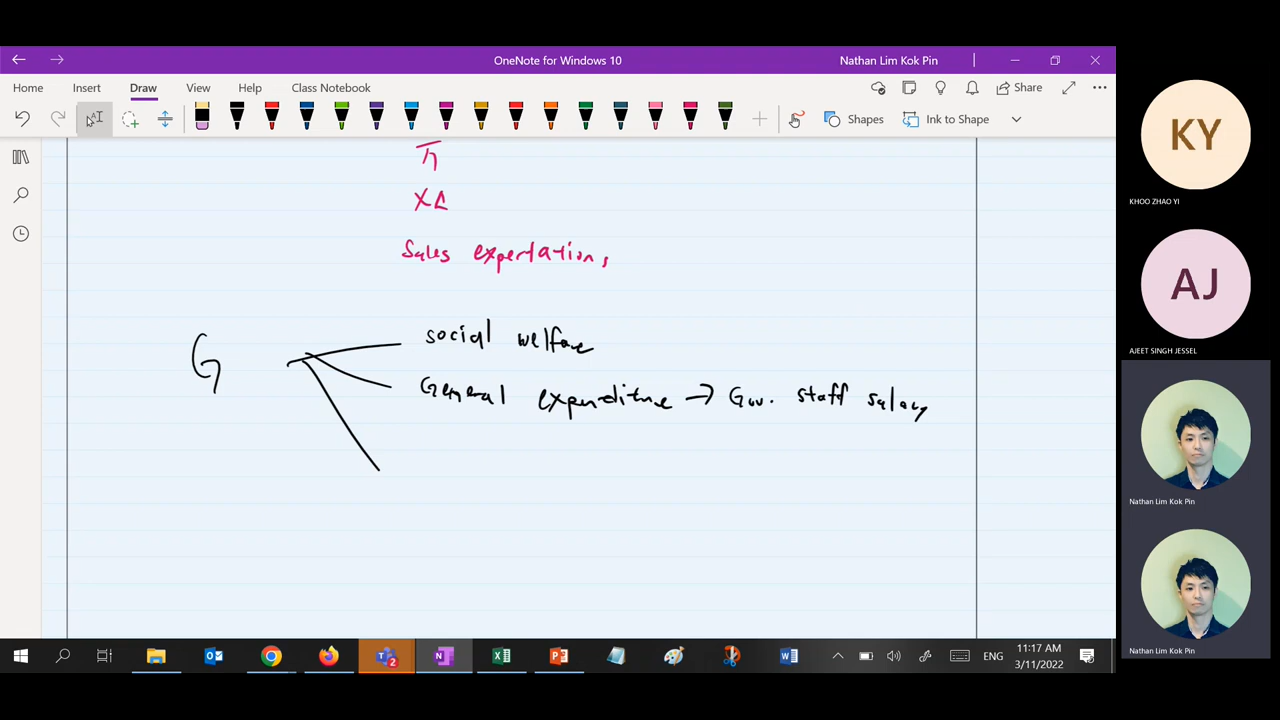 OneNote for Windows 10
Nathan Lim Kok Pin
Home Insert Draw View Help Class Notebook
Share
Shapes
Ink to Shape
Sales expectations
G
social welfare
General expenditure → Gov. staff salary
KY
KHOO ZHAO YI
AJ
AJEET SINGH JESSEL
Nathan Lim Kok Pin
Nathan Lim Kok Pin
2
ENG
11:17 AM
3/11/2022